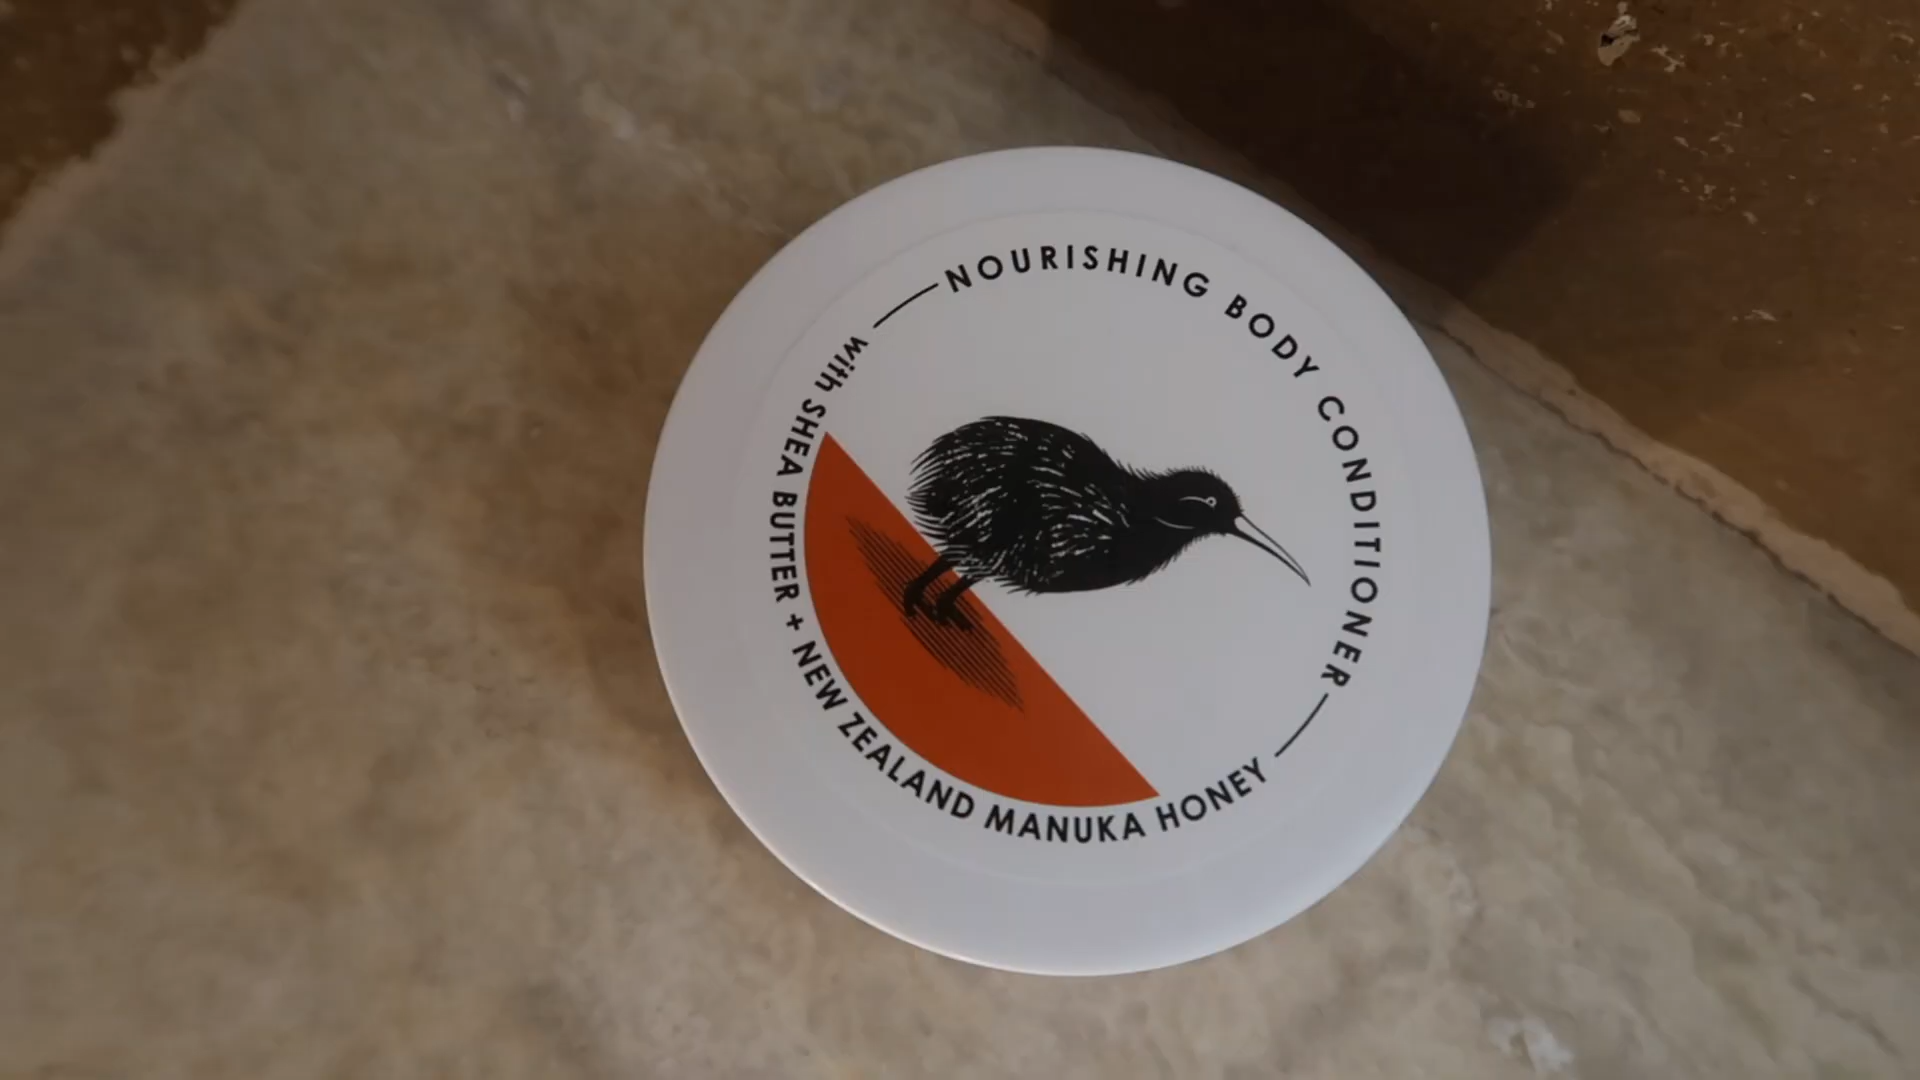 NOURISHING BODY CONDITIONER
with SHEA BUTTER + NEW ZEALAND MANUKA HONEY